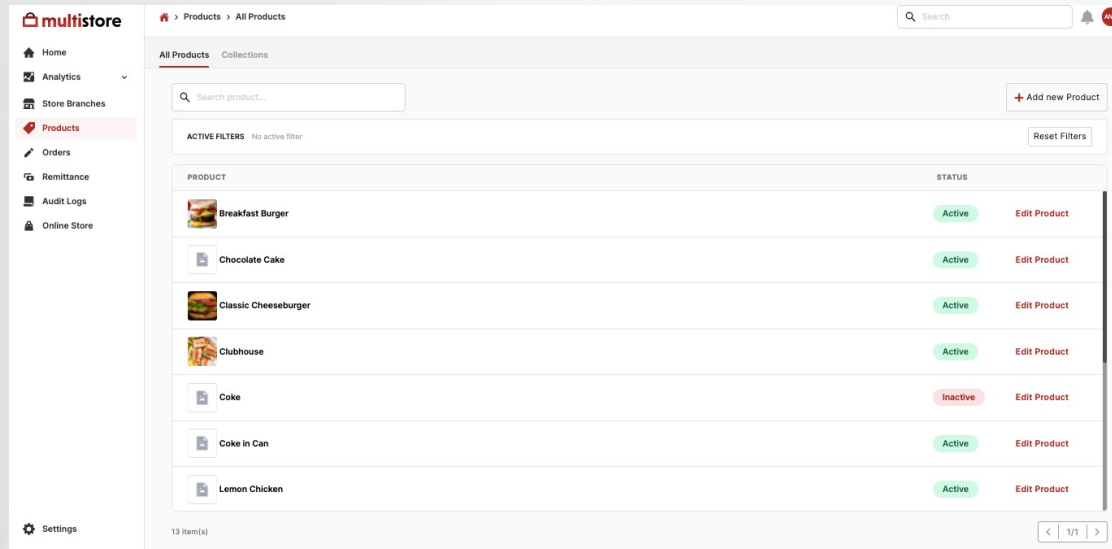 multistore
Products > All Products
Search
AN
Home
Analytics
Store Branches
Products
Orders
Remittance
Audit Logs
Online Store
Settings
All Products Collections
Search product...
+ Add new Product
ACTIVE FILTERS No active filter
Reset Filters
PRODUCT STATUS
Breakfast Burger Active Edit Product
Chocolate Cake Active Edit Product
Classic Cheeseburger Active Edit Product
Clubhouse Active Edit Product
Coke Inactive Edit Product
Coke in Can Active Edit Product
Lemon Chicken Active Edit Product
13 item(s)
< 1/1 >